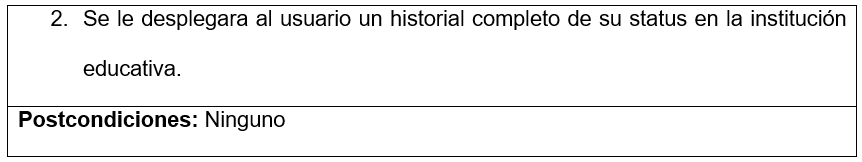 2. Se le desplegara al usuario un historial completo de su status en la institución
educativa.
Postcondiciones: Ninguno